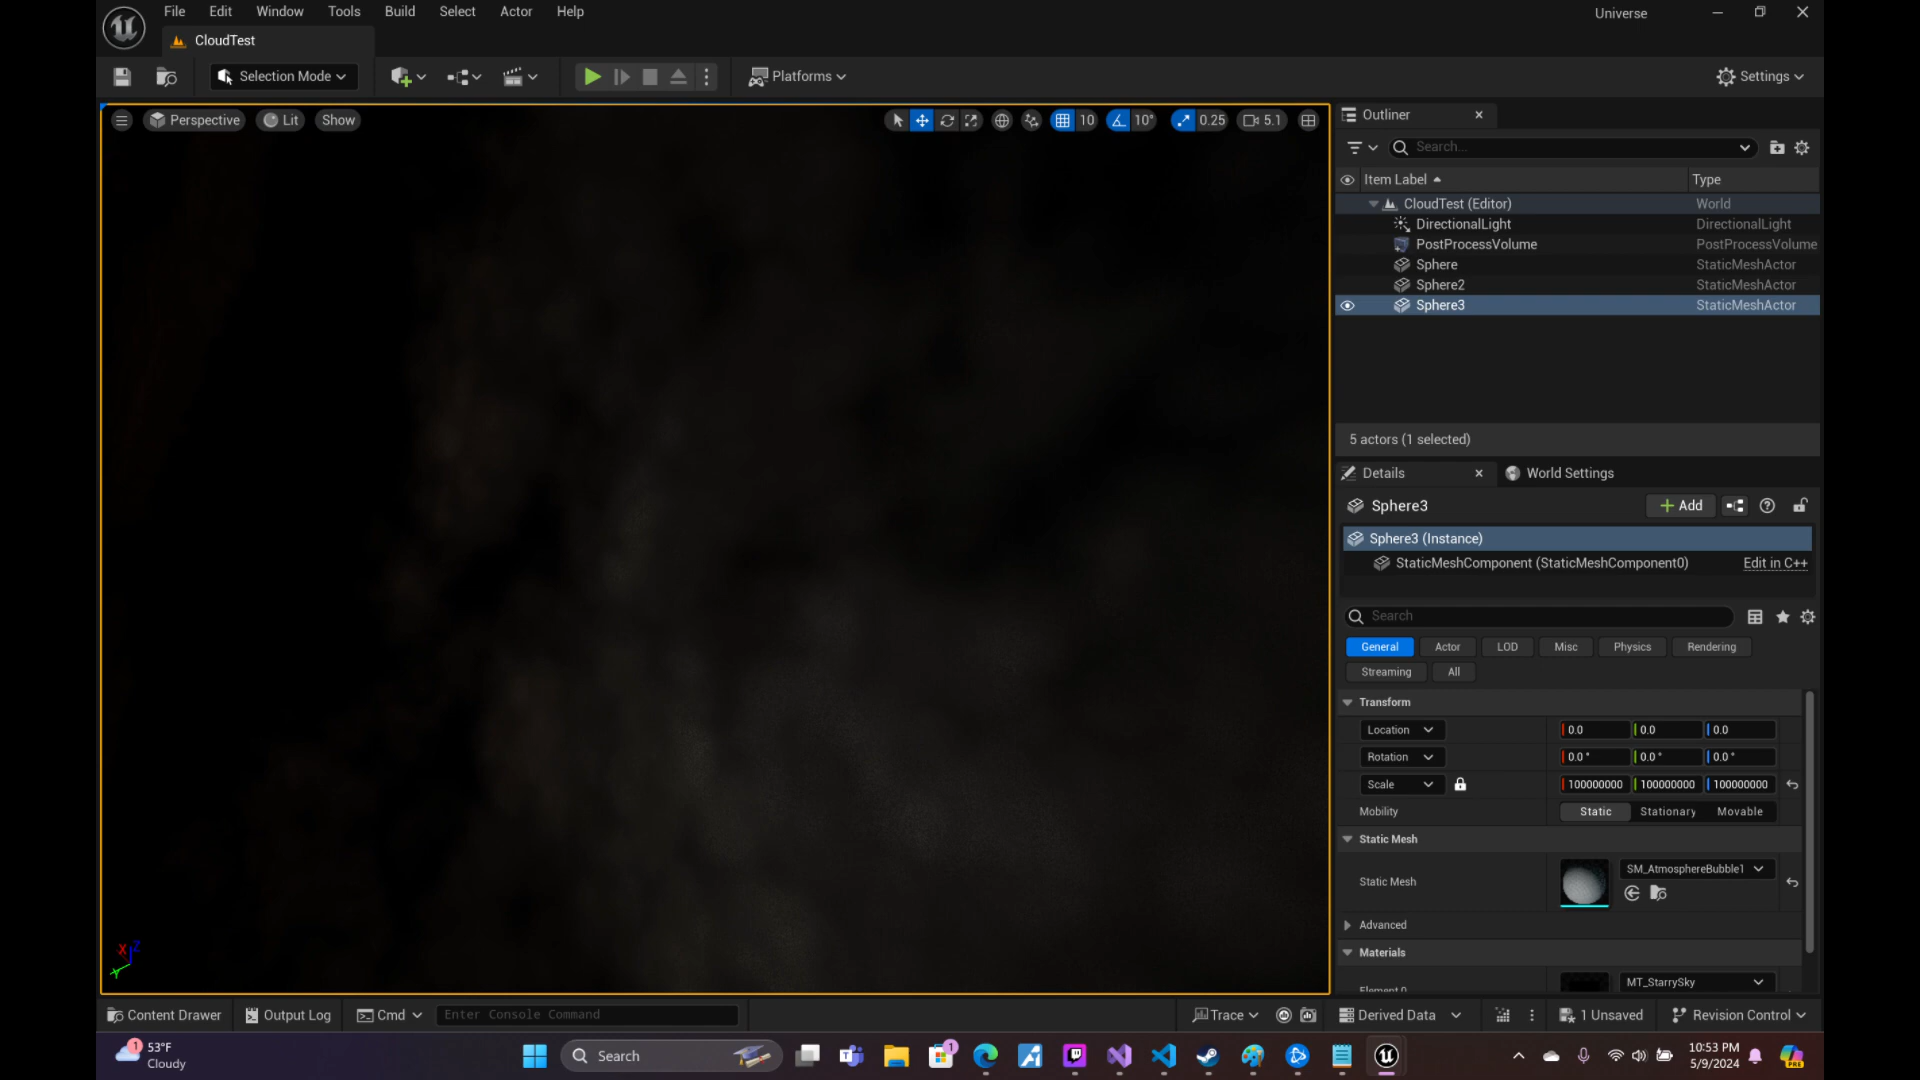 File Edit Window Tools Build Select Actor Help
Universe
CloudTest
Selection Mode
Platforms
Settings
Perspective Lit Show
10 10° 0.25 5.1
Outliner
Search...
Item Label Type
CloudTest (Editor) World
DirectionalLight DirectionalLight
PostProcessVolume PostProcessVolume
Sphere StaticMeshActor
Sphere2 StaticMeshActor
Sphere3 StaticMeshActor
5 actors (1 selected)
Details World Settings
Sphere3 Add
Sphere3 (Instance)
StaticMeshComponent (StaticMeshComponent0) Edit in C++
Search
General Actor LOD Misc Physics Rendering
Streaming All
Transform
Location 0.0 0.0 0.0
Rotation 0.0° 0.0° 0.0°
Scale 100000000 100000000 100000000
Mobility Static Stationary Movable
Static Mesh
SM_AtmosphereBubble1
Static Mesh
Advanced
Materials
Element 0 MT_StarrySky
X Z
Y
Content Drawer Output Log Cmd Enter Console Command Trace Derived Data 1 Unsaved Revision Control
1 53°F
Cloudy
Search
1
10:53 PM
5/9/2024
PRE